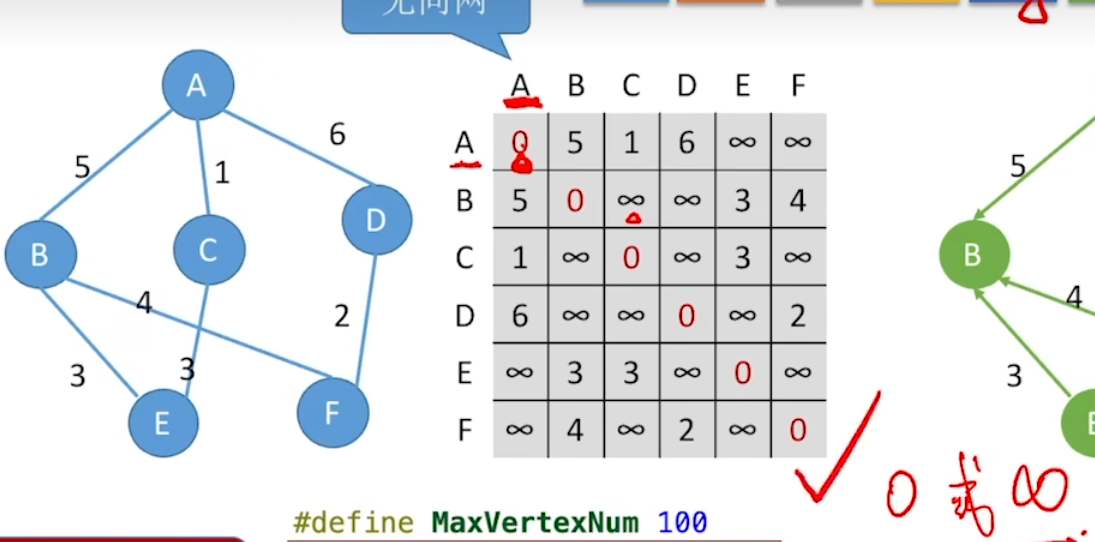 无向网
A B C D E F
A 0 5 1 6 ∞ ∞
B 5 0 ∞ ∞ 3 4
C 1 ∞ 0 ∞ 3 ∞
D 6 ∞ ∞ 0 ∞ 2
E ∞ 3 3 ∞ 0 ∞
F ∞ 4 ∞ 2 ∞ 0
A
5
1
6
B
C
D
4
2
3
3
E
F
5
B
4
3
0 或 ∞
#define MaxVertexNum 100